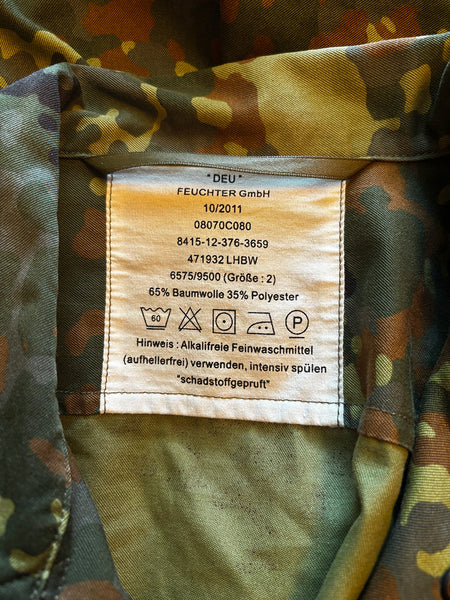 "DEU"
FEUCHTER GmbH
10/2011
08070C080
8415-12-376-3659
471932 LHBW
6575/9500 (Größe : 2)
65% Baumwolle 35% Polyester
60 P
Hinweis : Alkalifreie Feinwaschmittel
(aufhellerfrei) verwenden, intensiv spülen
"schadstoffgepruft"